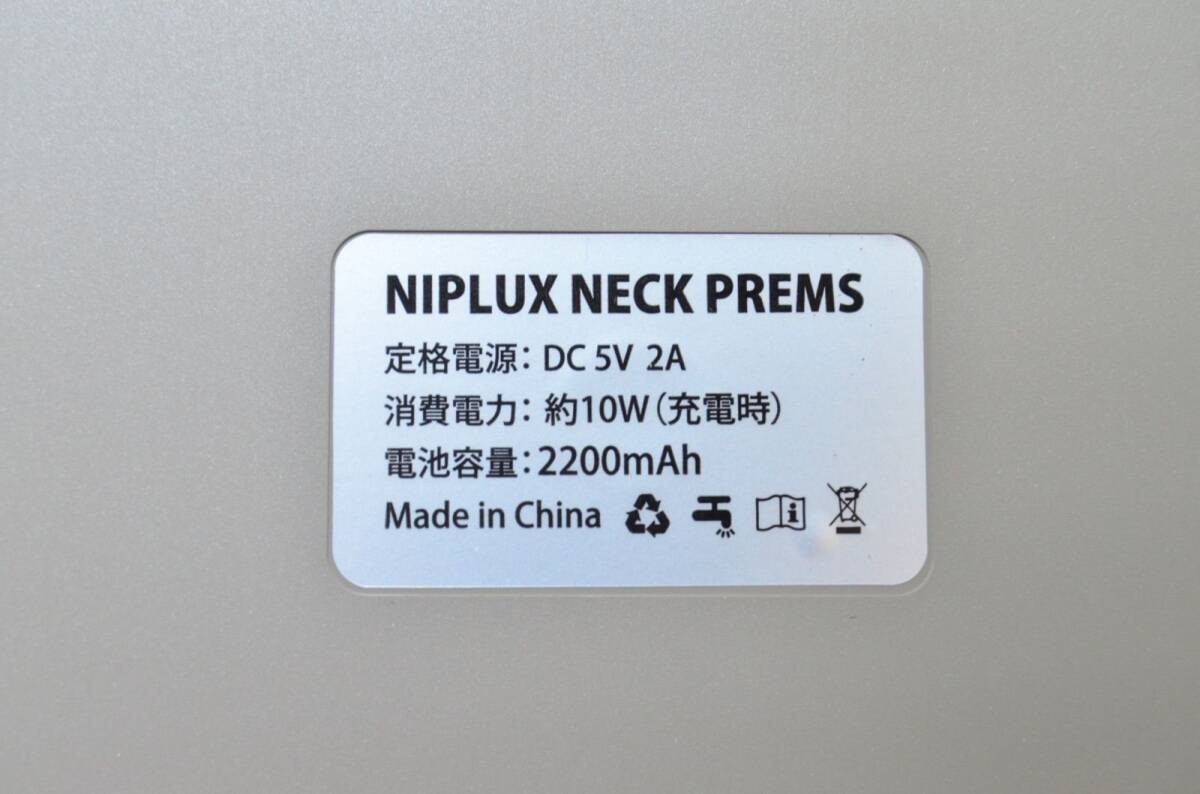 NIPLUX NECK PREMS
定格電源: DC 5V 2A
消費電力: 約10W (充電時)
電池容量: 2200mAh
Made in China